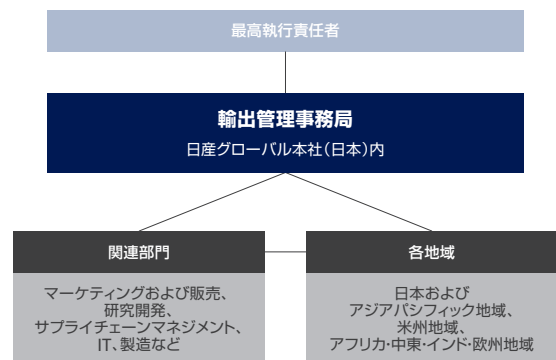 最高執行責任者
輸出管理事務局
日産グローバル本社(日本)内
関連部門
マーケティングおよび販売、
研究開発、
サプライチェーンマネジメント、
IT、製造など
各地域
日本および
アジアパシフィック地域、
米州地域、
アフリカ・中東・インド・欧州地域